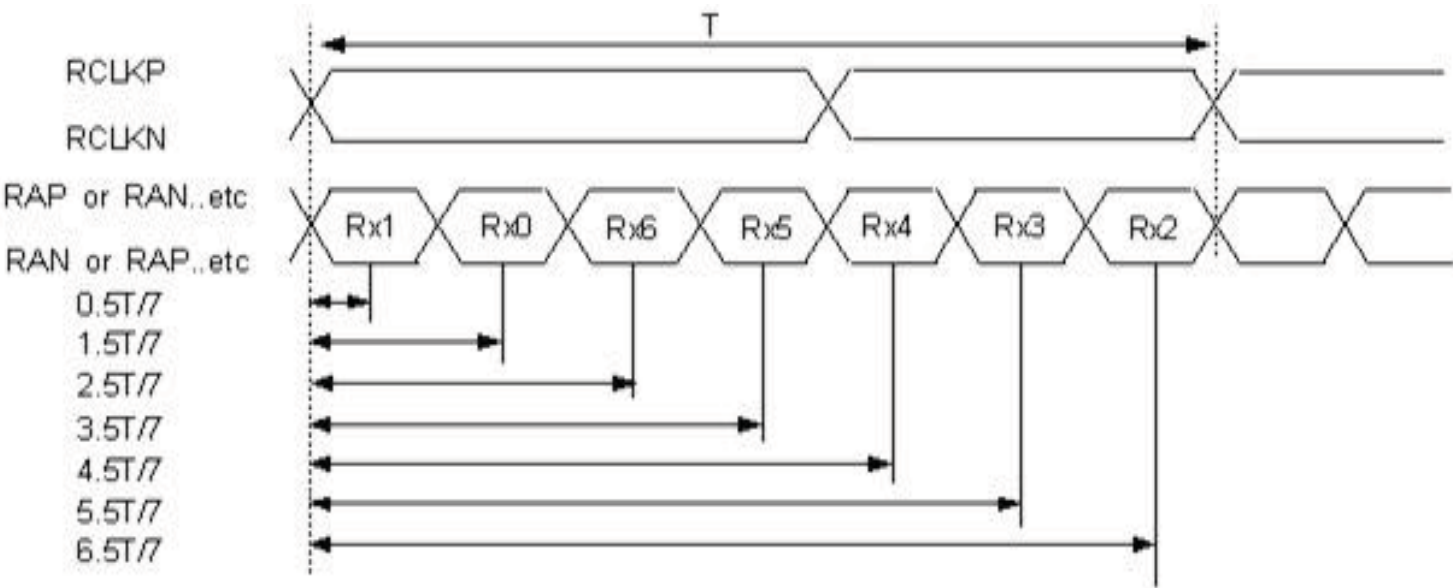 T
RCLKP
RCLKN
RAP or RAN..etc
Rx1 Rx0 Rx6 Rx5 Rx4 Rx3 Rx2
RAN or RAP..etc
0.5T/7
1.5T/7
2.5T/7
3.5T/7
4.5T/7
5.5T/7
6.5T/7